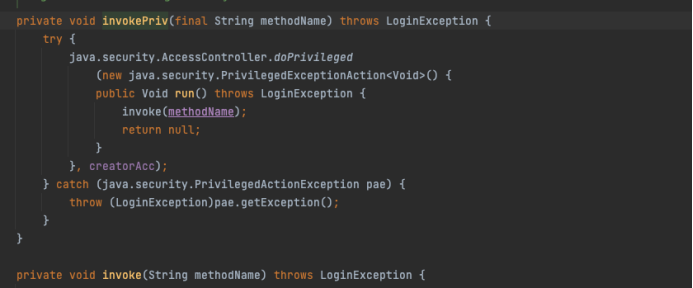 private void invokePriv(final String methodName) throws LoginException {
    try {
        java.security.AccessController.doPrivileged
            (new java.security.PrivilegedExceptionAction<Void>() {
            public Void run() throws LoginException {
                invoke(methodName);
                return null;
            }
        }, creatorAcc);
    } catch (java.security.PrivilegedActionException pae) {
        throw (LoginException)pae.getException();
    }
}
private void invoke(String methodName) throws LoginException {